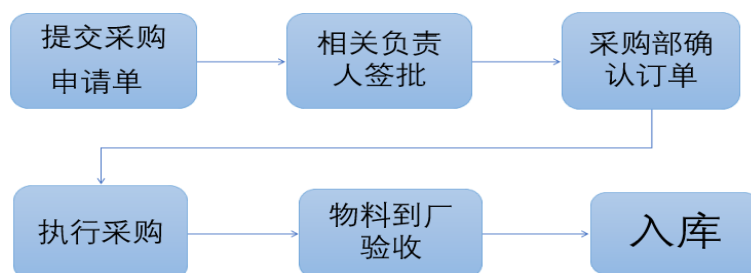 提交采购
申请单
相关负责
人签批
采购部确
认订单
执行采购
物料到厂
验收
入库